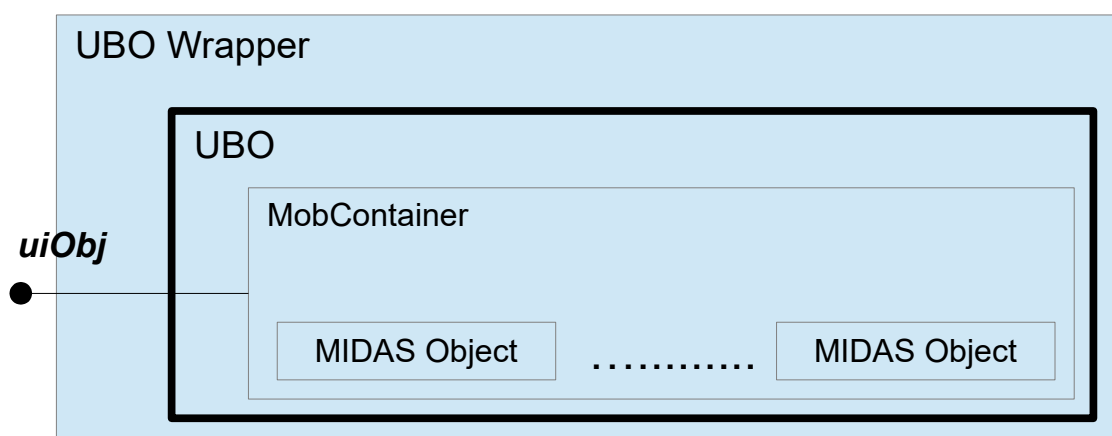 UBO Wrapper
UBO
MobContainer
uiObj
MIDAS Object ............ MIDAS Object